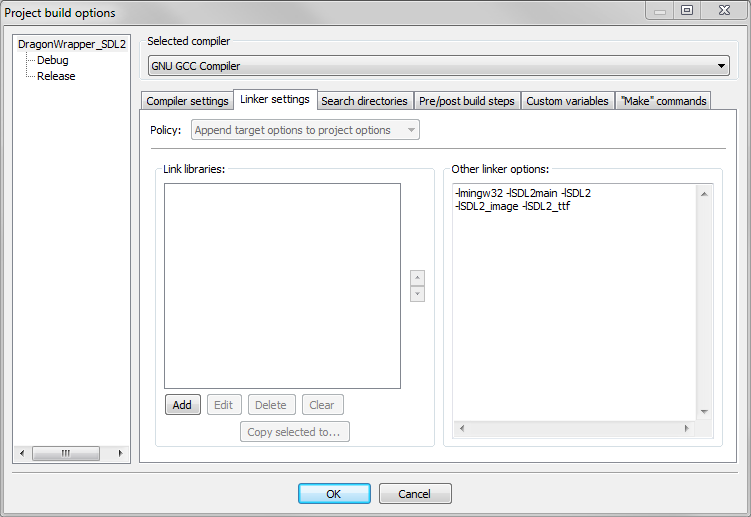 Project build options
DragonWrapper_SDL2
Debug
Release
Selected compiler
GNU GCC Compiler
Compiler settings
Linker settings
Search directories
Pre/post build steps
Custom variables
"Make" commands
Policy:
Append target options to project options
Link libraries:
Add
Edit
Delete
Clear
Copy selected to...
Other linker options:
-lmingw32 -lSDL2main -lSDL2
-lSDL2_image -lSDL2_ttf
OK
Cancel